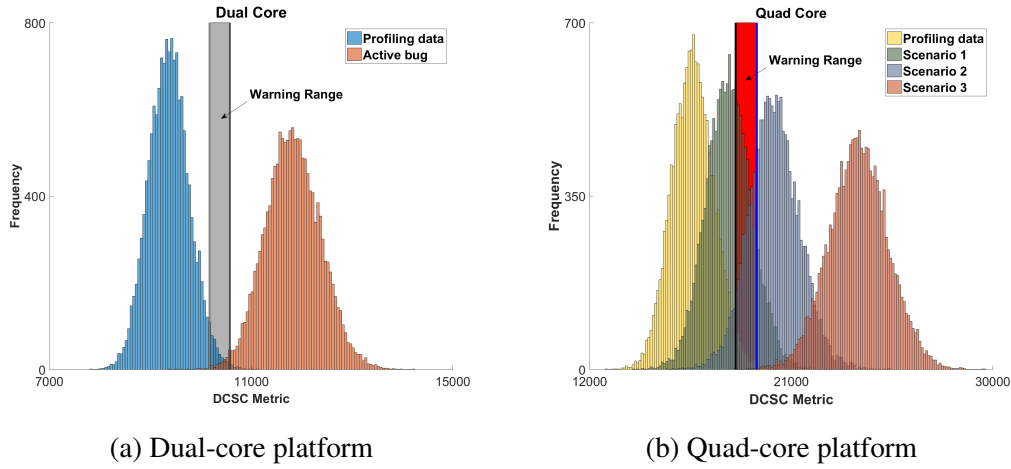 Dual Core
800
400
0
Frequency
Profiling data
Active bug
Warning Range
7000
11000
15000
DCSC Metric
(a) Dual-core platform
Quad Core
700
350
0
Frequency
Profiling data
Scenario 1
Scenario 2
Scenario 3
Warning Range
12000
21000
30000
DCSC Metric
(b) Quad-core platform